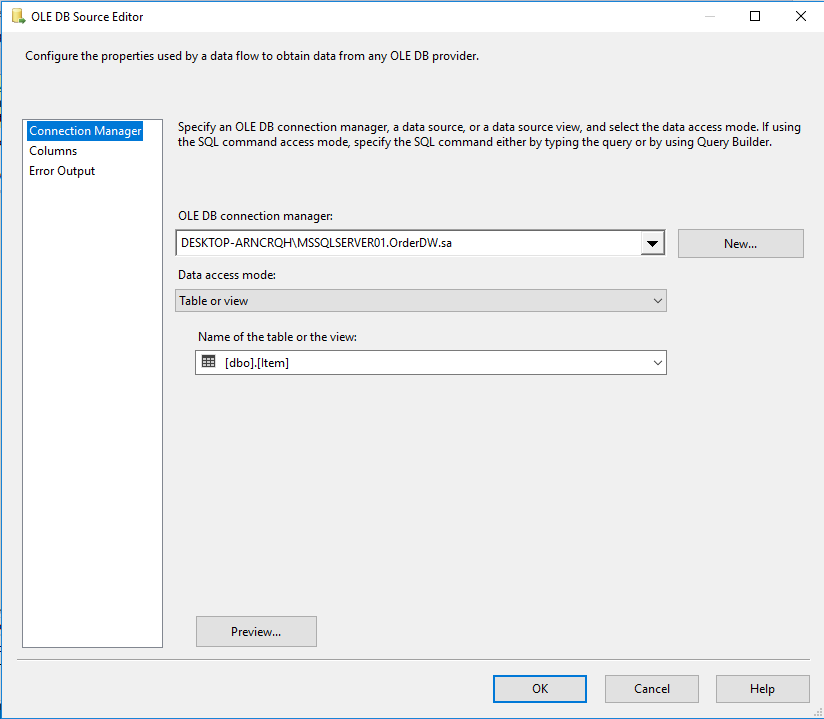 OLE DB Source Editor
Configure the properties used by a data flow to obtain data from any OLE DB provider.
Connection Manager
Columns
Error Output
Specify an OLE DB connection manager, a data source, or a data source view, and select the data access mode. If using
the SQL command access mode, specify the SQL command either by typing the query or by using Query Builder.
OLE DB connection manager:
DESKTOP-ARNCRQH\MSSQLSERVER01.OrderDW.sa
New...
Data access mode:
Table or view
Name of the table or the view:
[dbo].[Item]
Preview...
OK
Cancel
Help